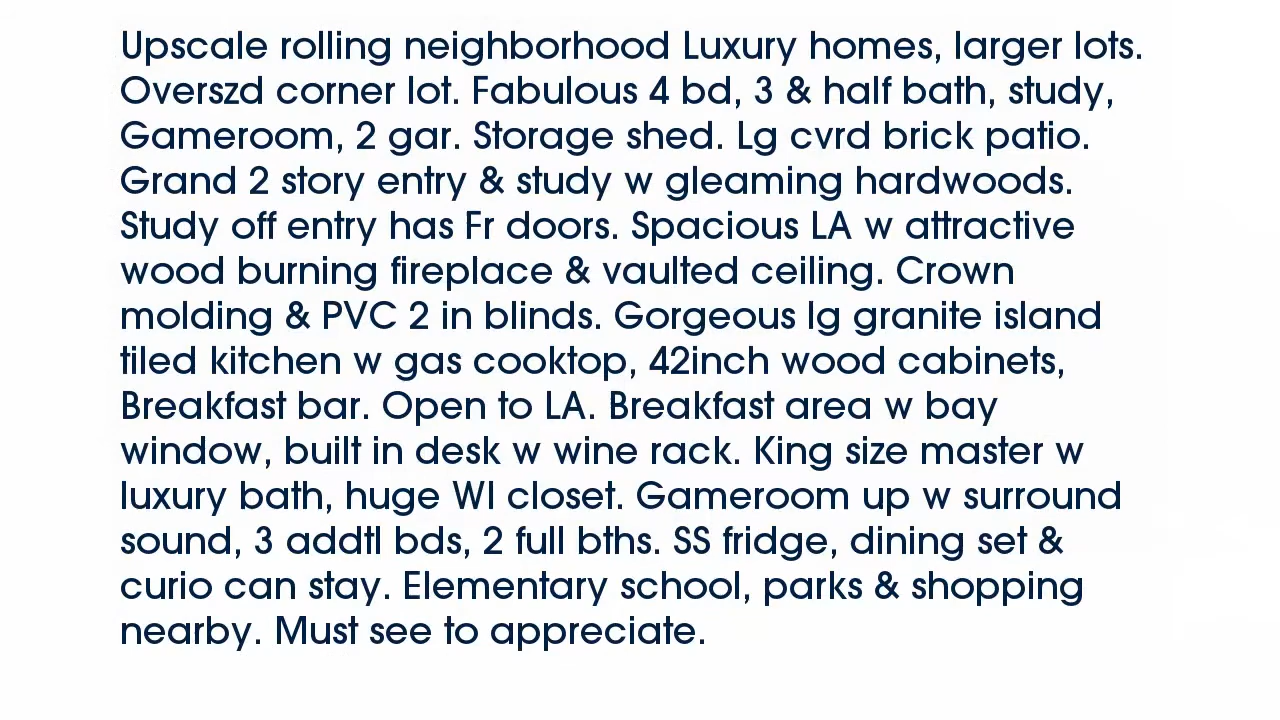 Upscale rolling neighborhood Luxury homes, larger lots.
Overszd corner lot. Fabulous 4 bd, 3 & half bath, study,
Gameroom, 2 gar. Storage shed. Lg cvrd brick patio.
Grand 2 story entry & study w gleaming hardwoods.
Study off entry has Fr doors. Spacious LA w attractive
wood burning fireplace & vaulted ceiling. Crown
molding & PVC 2 in blinds. Gorgeous lg granite island
tiled kitchen w gas cooktop, 42inch wood cabinets,
Breakfast bar. Open to LA. Breakfast area w bay
window, built in desk w wine rack. King size master w
luxury bath, huge WI closet. Gameroom up w surround
sound, 3 addtl bds, 2 full bths. SS fridge, dining set &
curio can stay. Elementary school, parks & shopping
nearby. Must see to appreciate.